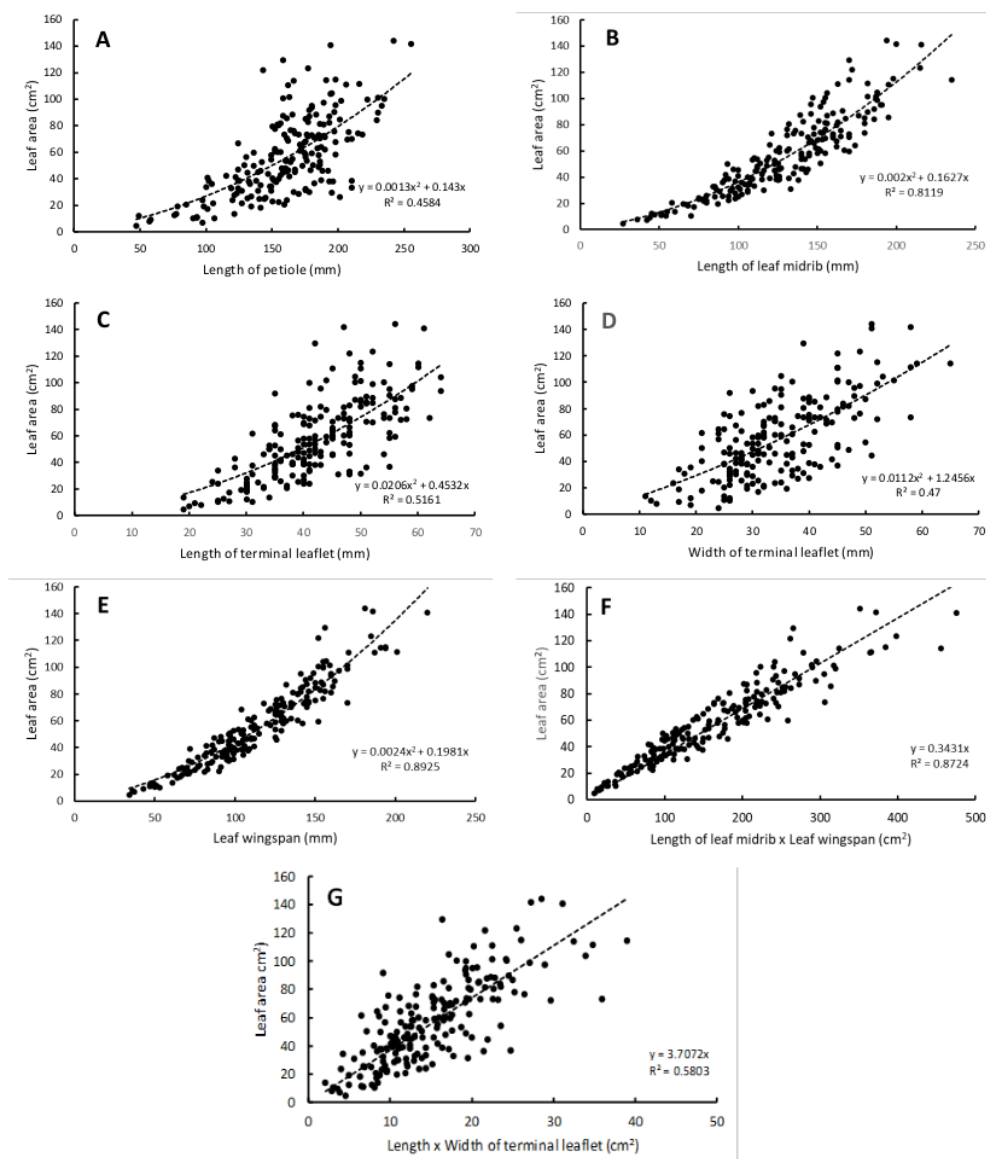 A
160
140
120
100
80
60
40
20
0
Leaf area (cm²)
y = 0.0013x² + 0.143x
R² = 0.4584
0 50 100 150 200 250 300
Length of petiole (mm)
B
160
140
120
100
80
60
40
20
0
Leaf area (cm²)
y = 0.002x² + 0.1627x
R² = 0.8119
0 50 100 150 200 250
Length of leaf midrib (mm)
C
160
140
120
100
80
60
40
20
0
Leaf area (cm²)
y = 0.0206x² + 0.4532x
R² = 0.5161
0 10 20 30 40 50 60 70
Length of terminal leaflet (mm)
D
160
140
120
100
80
60
40
20
0
Leaf area (cm²)
y = 0.0112x² + 1.2456x
R² = 0.47
0 10 20 30 40 50 60 70
Width of terminal leaflet (mm)
E
160
140
120
100
80
60
40
20
0
Leaf area (cm²)
y = 0.0024x² + 0.1981x
R² = 0.8925
0 50 100 150 200 250
Leaf wingspan (mm)
F
160
140
120
100
80
60
40
20
0
Leaf area (cm²)
y = 0.3431x
R² = 0.8724
0 100 200 300 400 500
Length of leaf midrib x Leaf wingspan (cm²)
G
160
140
120
100
80
60
40
20
0
Leaf area cm²)
y = 3.7072x
R² = 0.5803
0 10 20 30 40 50
Length x Width of terminal leaflet (cm²)